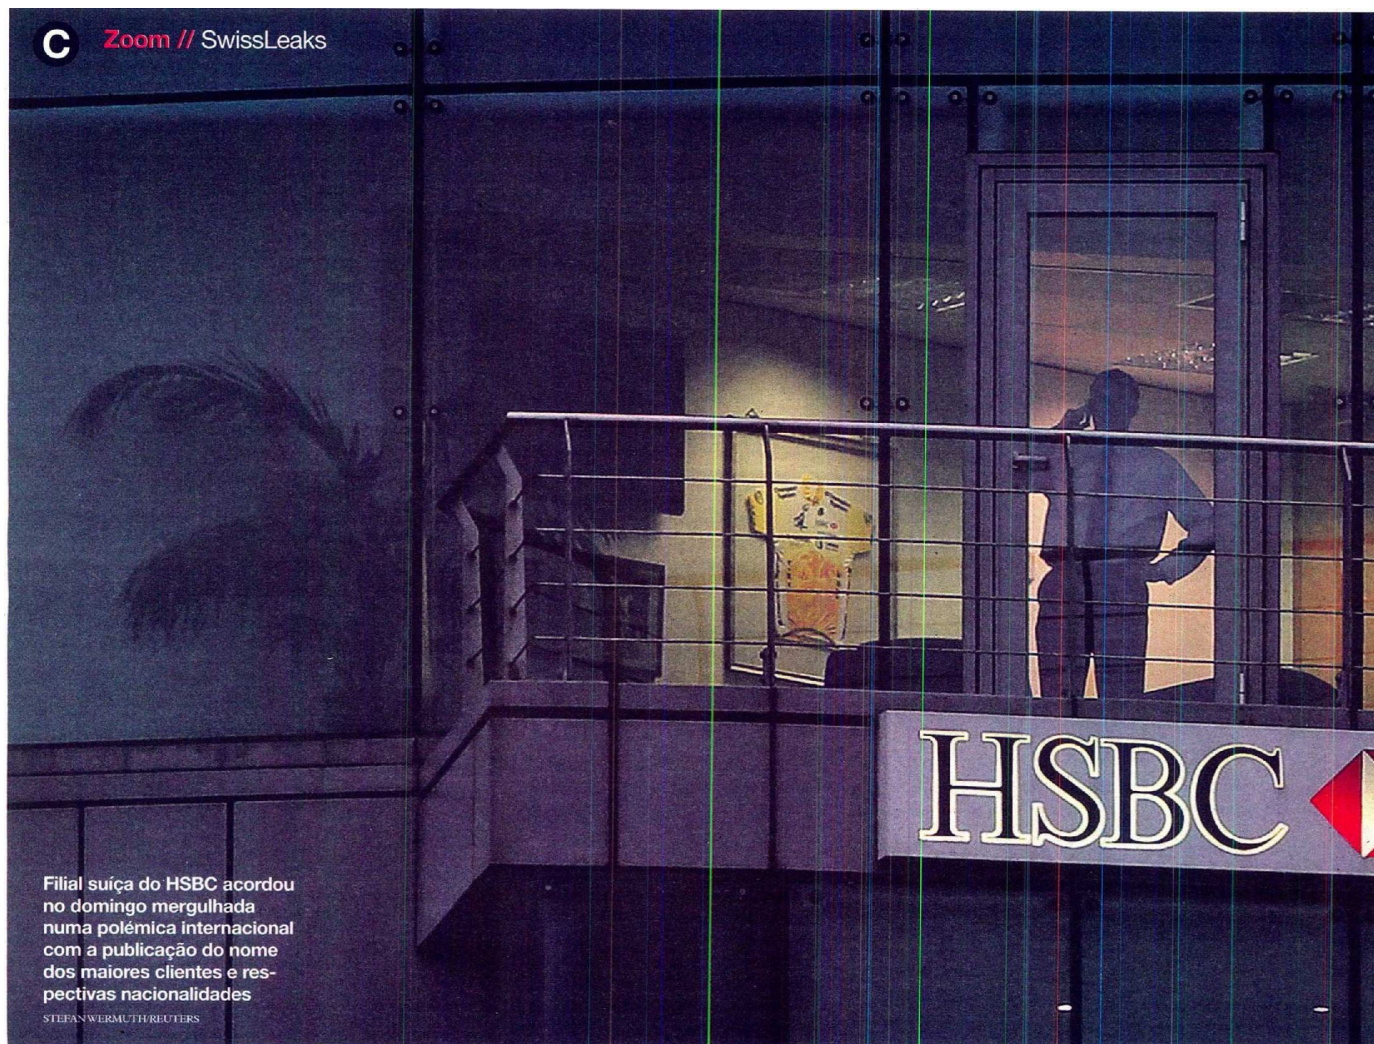 C Zoom // SwissLeaks
HSBC
Filial suíça do HSBC acordou
no domingo mergulhada
numa polémica internacional
com a publicação do nome
dos maiores clientes e res-
pectivas nacionalidades
STEFAN WERMUTH/REUTERS